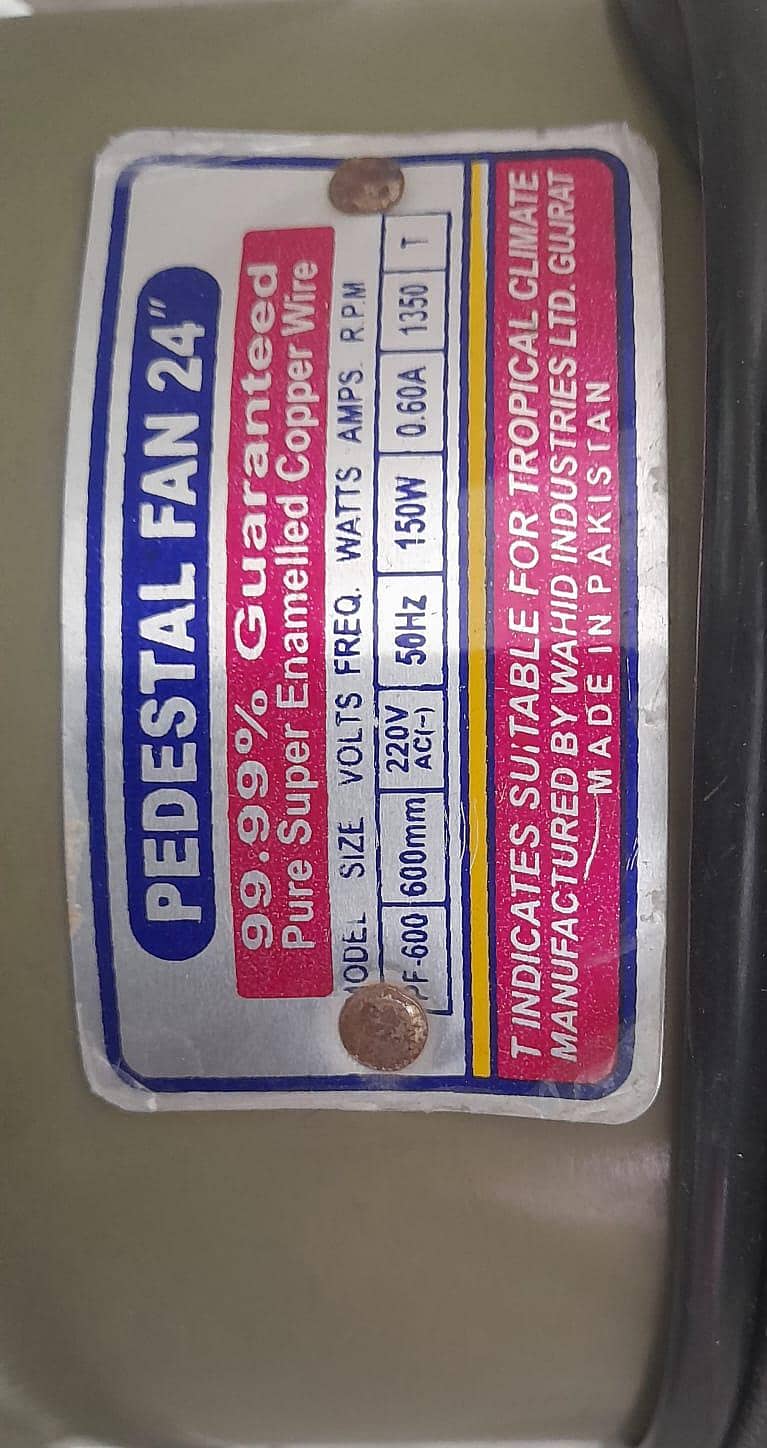 PEDESTAL FAN 24"
99.99% Guaranteed
Pure Super Enamelled Copper Wire
MODEL SIZE VOLTS FREQ. WATTS AMPS. R.P.M
PF-600 600mm 220V AC(~) 50Hz 150W 0.60A 1350 T
T INDICATES SUITABLE FOR TROPICAL CLIMATE
MANUFACTURED BY WAHID INDUSTRIES LTD. GUJRAT
MADE IN PAKISTAN